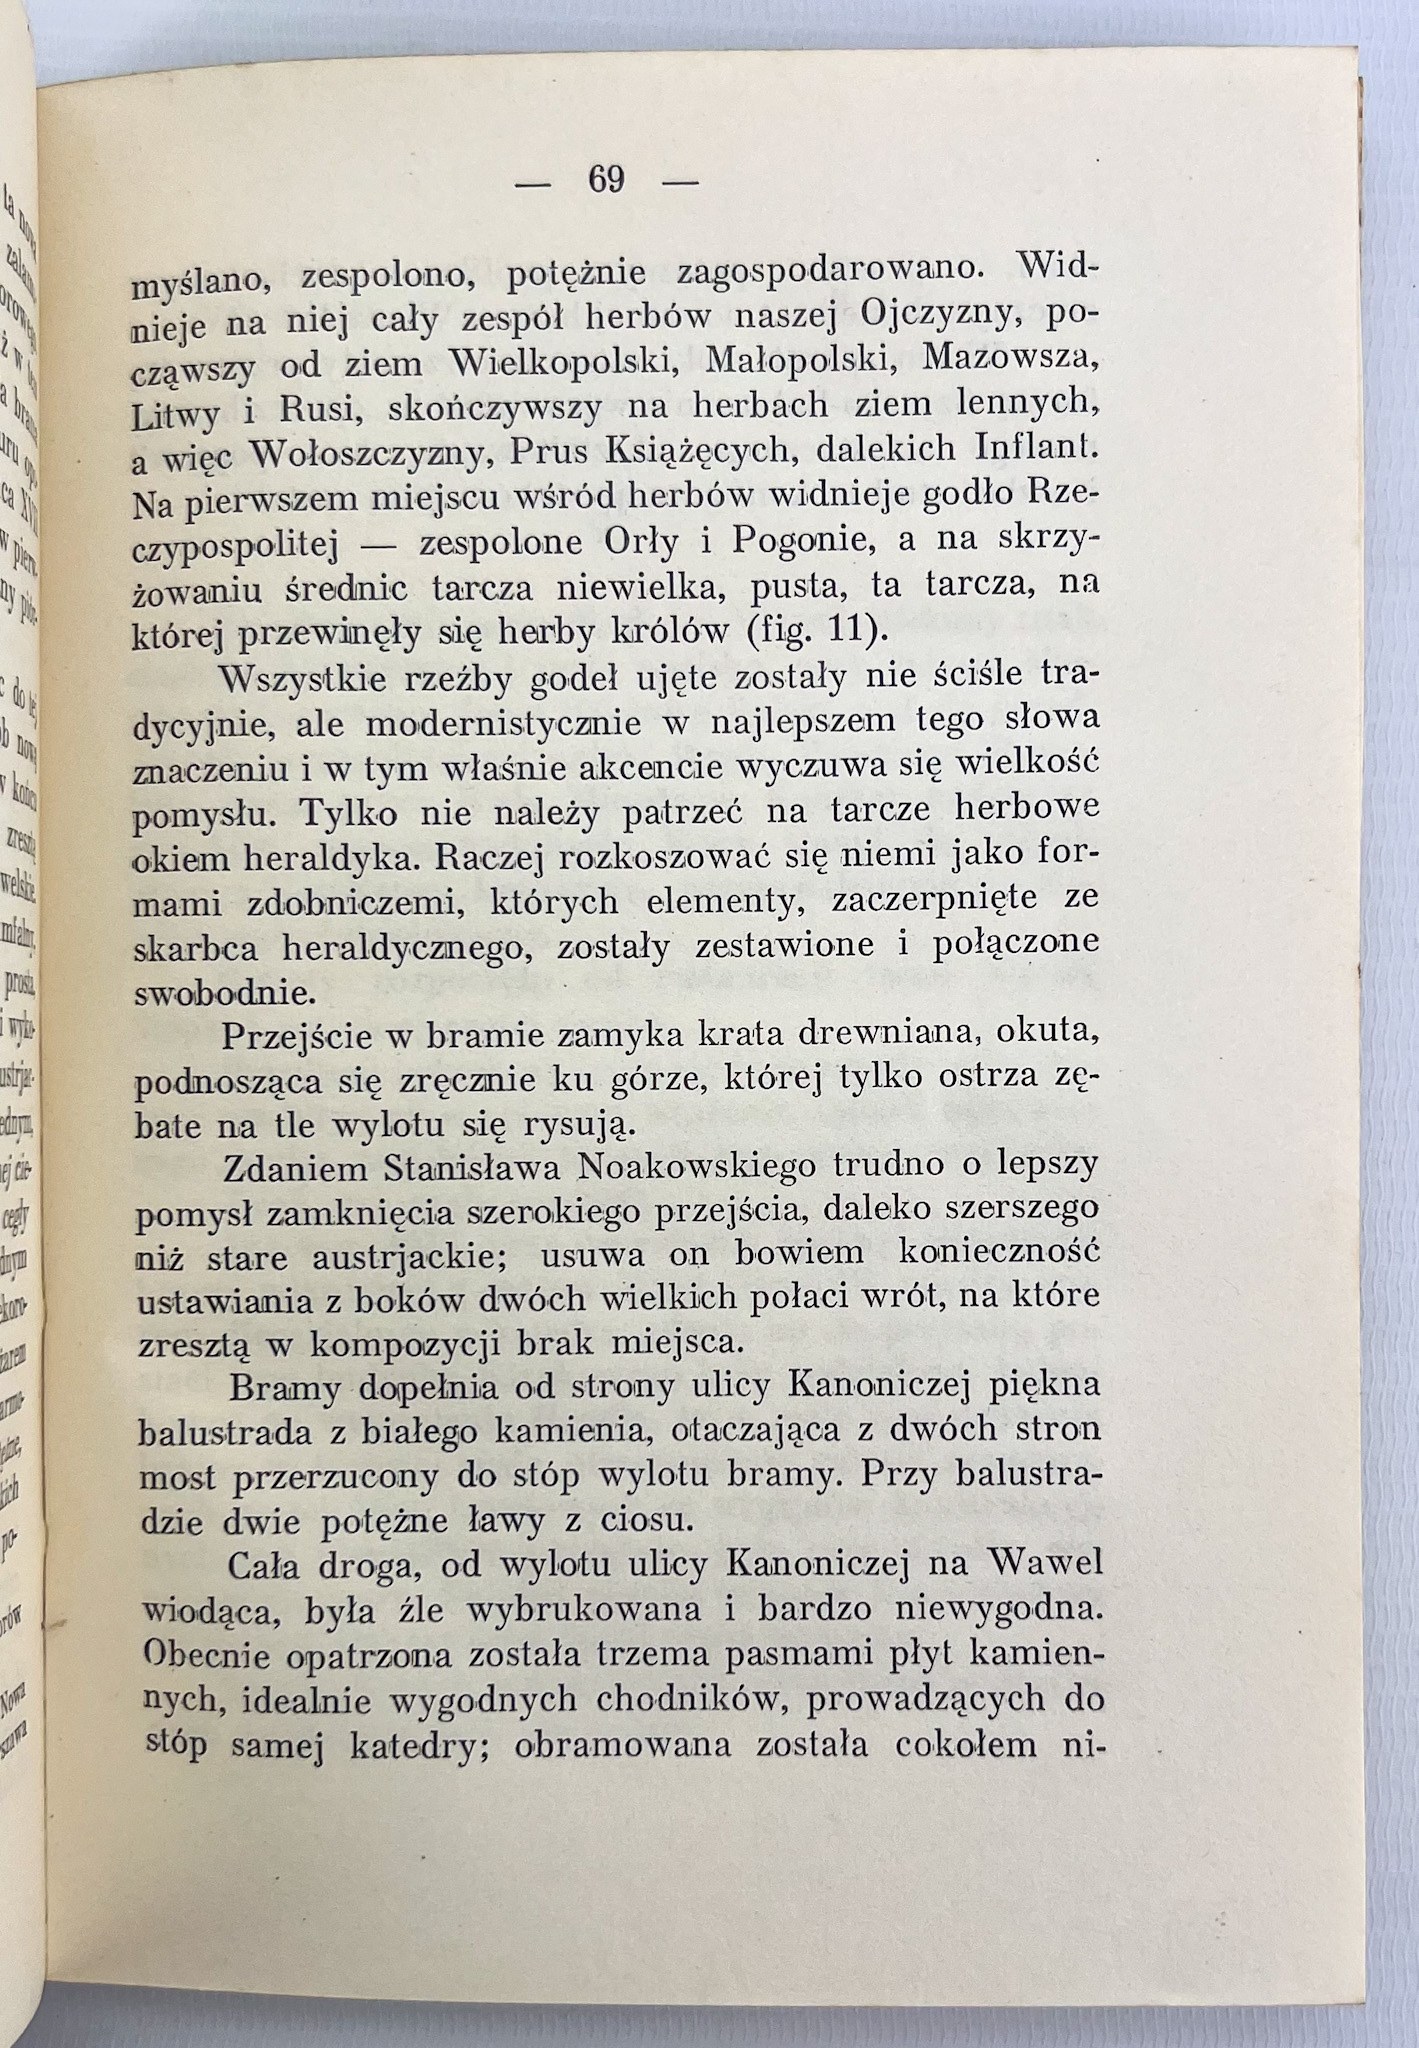 — 69 —
myślano, zespolono, potężnie zagospodarowano. Wid-
nieje na niej cały zespół herbów naszej Ojczyzny, po-
cząwszy od ziem Wielkopolski, Małopolski, Mazowsza,
Litwy i Rusi, skończywszy na herbach ziem lennych,
a więc Wołoszczyzny, Prus Książęcych, dalekich Inflant.
Na pierwszem miejscu wśród herbów widnieje godło Rze-
czypospolitej — zespolone Orły i Pogonie, a na skrzy-
żowaniu średnic tarcza niewielka, pusta, ta tarcza, na
której przewinęły się herby królów (fig. 11).
Wszystkie rzeźby godeł ujęte zostały nie ściśle tra-
dycyjnie, ale modernistycznie w najlepszem tego słowa
znaczeniu i w tym właśnie akcencie wyczuwa się wielkość
pomysłu. Tylko nie należy patrzeć na tarcze herbowe
okiem heraldyka. Raczej rozkoszować się niemi jako for-
mami zdobniczemi, których elementy, zaczerpnięte ze
skarbca heraldycznego, zostały zestawione i połączone
swobodnie.
Przejście w bramie zamyka krata drewniana, okuta,
podnosząca się zręcznie ku górze, której tylko ostrza zę-
bate na tle wylotu się rysują.
Zdaniem Stanisława Noakowskiego trudno o lepszy
pomysł zamknięcia szerokiego przejścia, daleko szerszego
niż stare austrjackie; usuwa on bowiem konieczność
ustawiania z boków dwóch wielkich połaci wrót, na które
zresztą w kompozycji brak miejsca.
Bramy dopełnia od strony ulicy Kanoniczej piękna
balustrada z białego kamienia, otaczająca z dwóch stron
most przerzucony do stóp wylotu bramy. Przy balustra-
dzie dwie potężne ławy z ciosu.
Cała droga, od wylotu ulicy Kanoniczej na Wawel
wiodąca, była źle wybrukowana i bardzo niewygodna.
Obecnie opatrzona została trzema pasmami płyt kamien-
nych, idealnie wygodnych chodników, prowadzących do
stóp samej katedry; obramowana została cokołem ni-